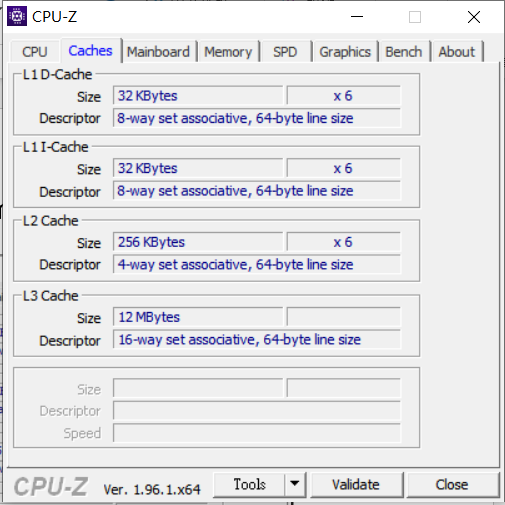 CPU-Z
CPU Caches Mainboard Memory SPD Graphics Bench About
L1 D-Cache
Size 32 KBytes x 6
Descriptor 8-way set associative, 64-byte line size
L1 I-Cache
Size 32 KBytes x 6
Descriptor 8-way set associative, 64-byte line size
L2 Cache
Size 256 KBytes x 6
Descriptor 4-way set associative, 64-byte line size
L3 Cache
Size 12 MBytes
Descriptor 16-way set associative, 64-byte line size
Size
Descriptor
Speed
CPU-Z Ver. 1.96.1.x64 Tools Validate Close